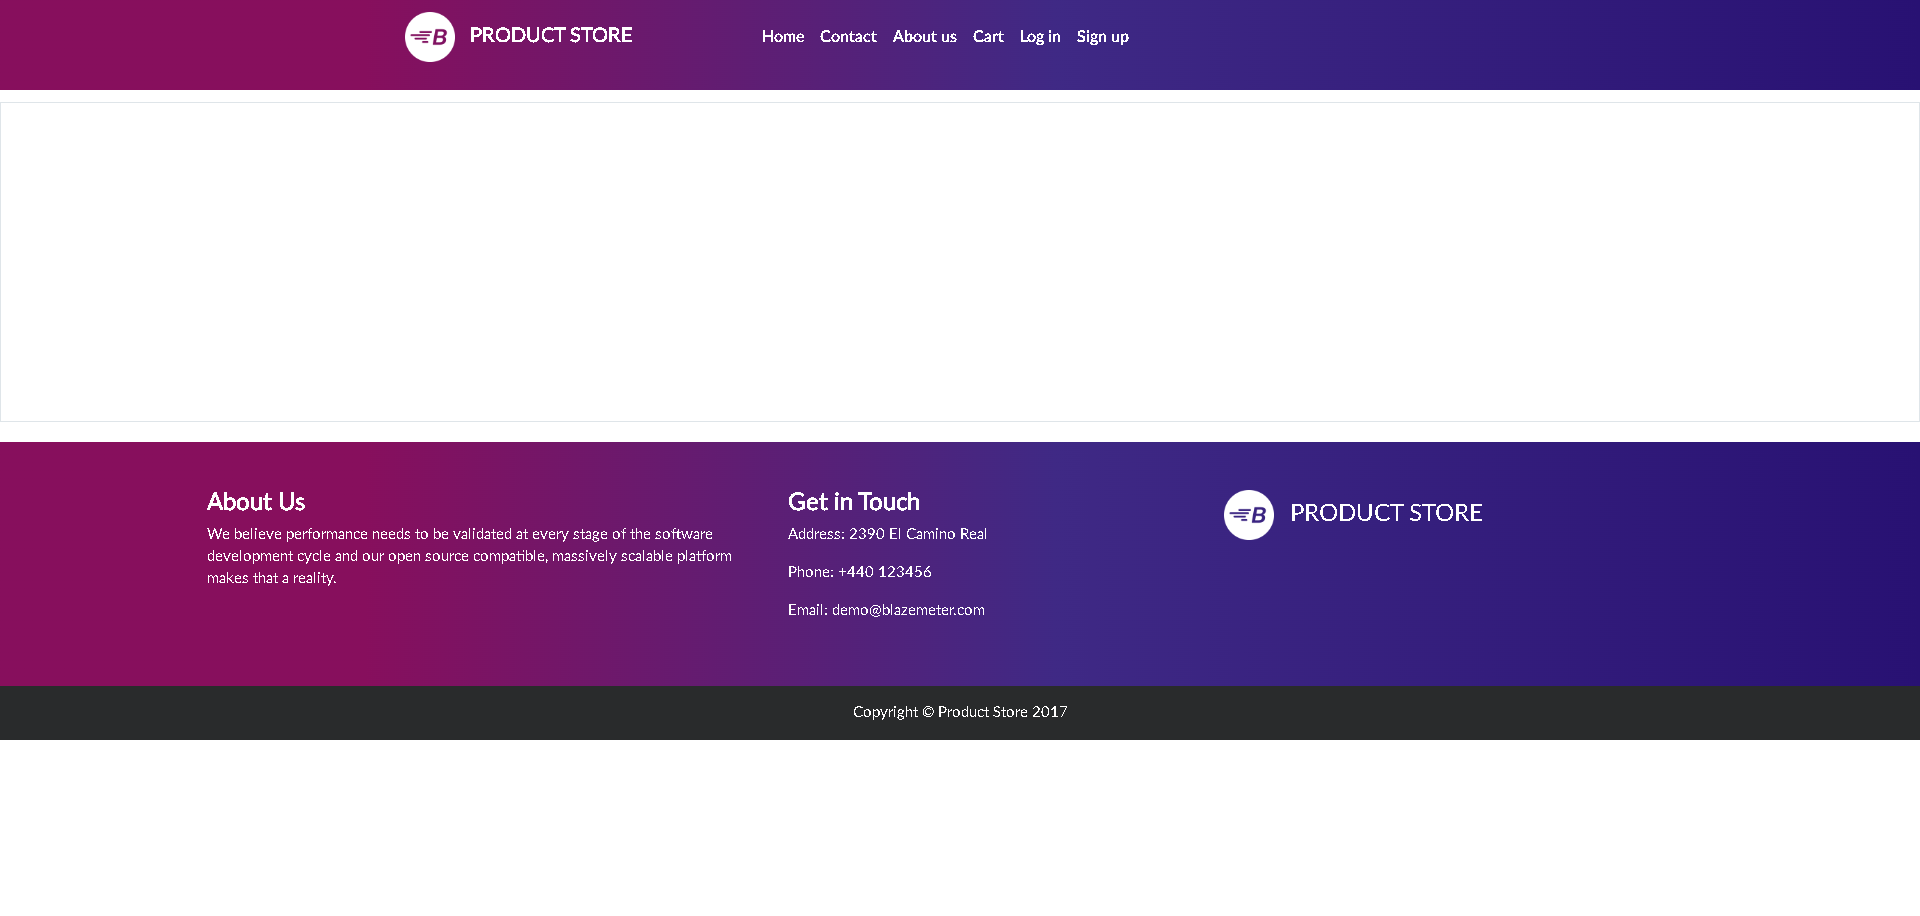 B PRODUCT STORE Home Contact About us Cart Log in Sign up
About Us
We believe performance needs to be validated at every stage of the software
development cycle and our open source compatible, massively scalable platform
makes that a reality.
Get in Touch
Address: 2390 El Camino Real
Phone: +440 123456
Email: demo@blazemeter.com
B PRODUCT STORE
Copyright © Product Store 2017